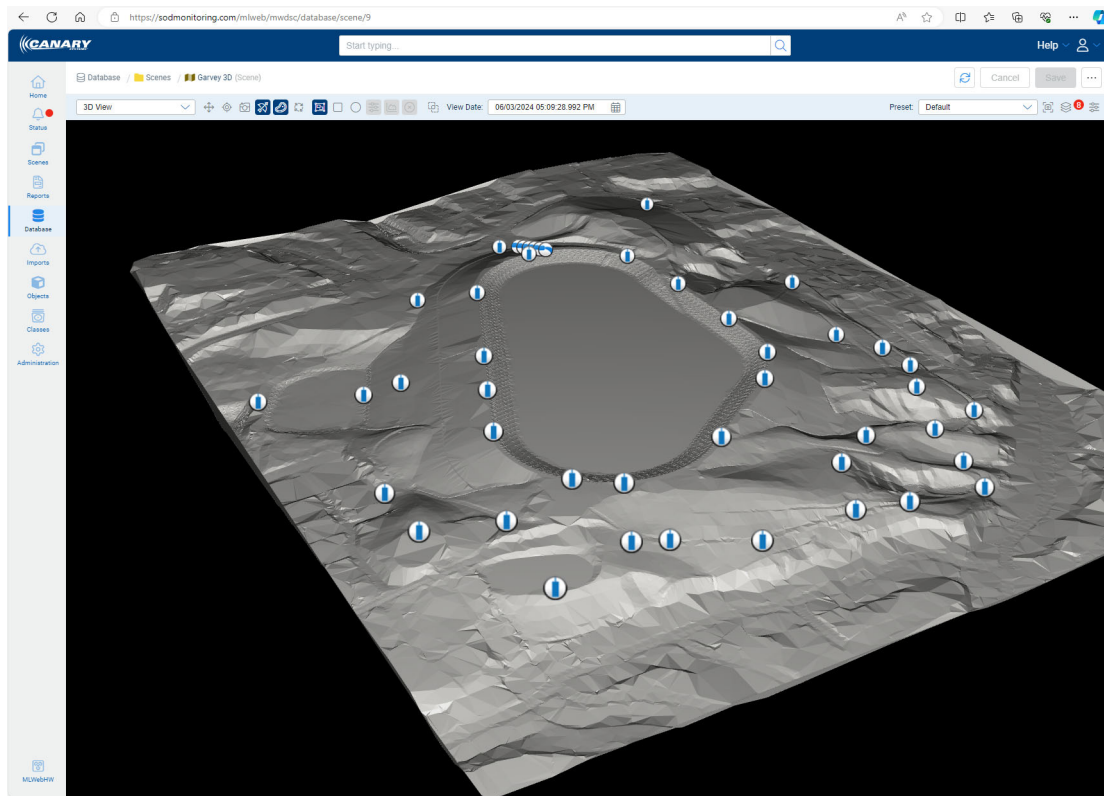 https://sodmonitoring.com/mlweb/mwdsc/database/scene/9
CANARY
Start typing...
Help
Home
Status
Scenes
Reports
Database
Imports
Objects
Classes
Administration
MLWebHW
Database / Scenes / Garvey 3D (Scene)
Cancel
Save
3D View
View Date: 06/03/2024 05:09:28.992 PM
Preset: Default
8